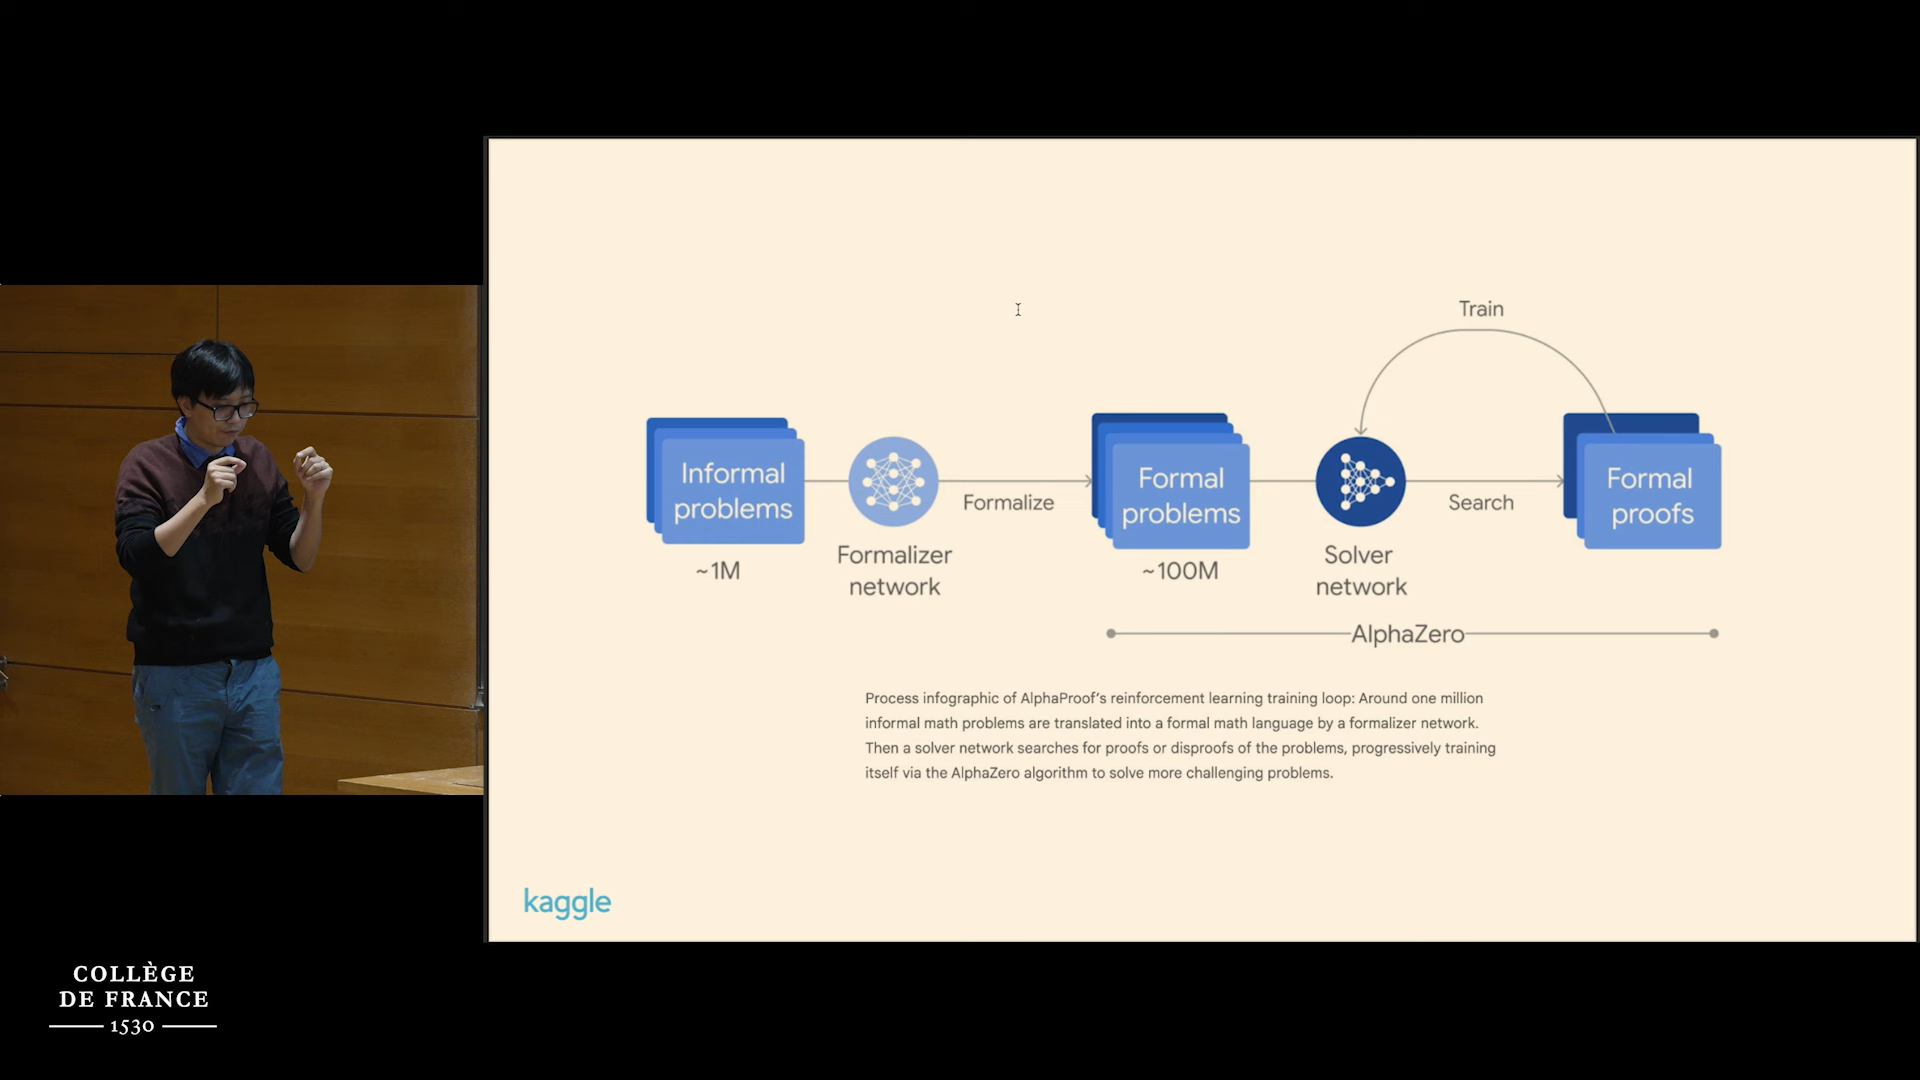 Train
Informal
problems
~1M
Formalizer
network
Formalize
Formal
problems
~100M
Solver
network
Search
Formal
proofs
AlphaZero
Process infographic of AlphaProof's reinforcement learning training loop: Around one million
informal math problems are translated into a formal math language by a formalizer network.
Then a solver network searches for proofs or disproofs of the problems, progressively training
itself via the AlphaZero algorithm to solve more challenging problems.
kaggle
COLLÈGE
DE FRANCE
1530